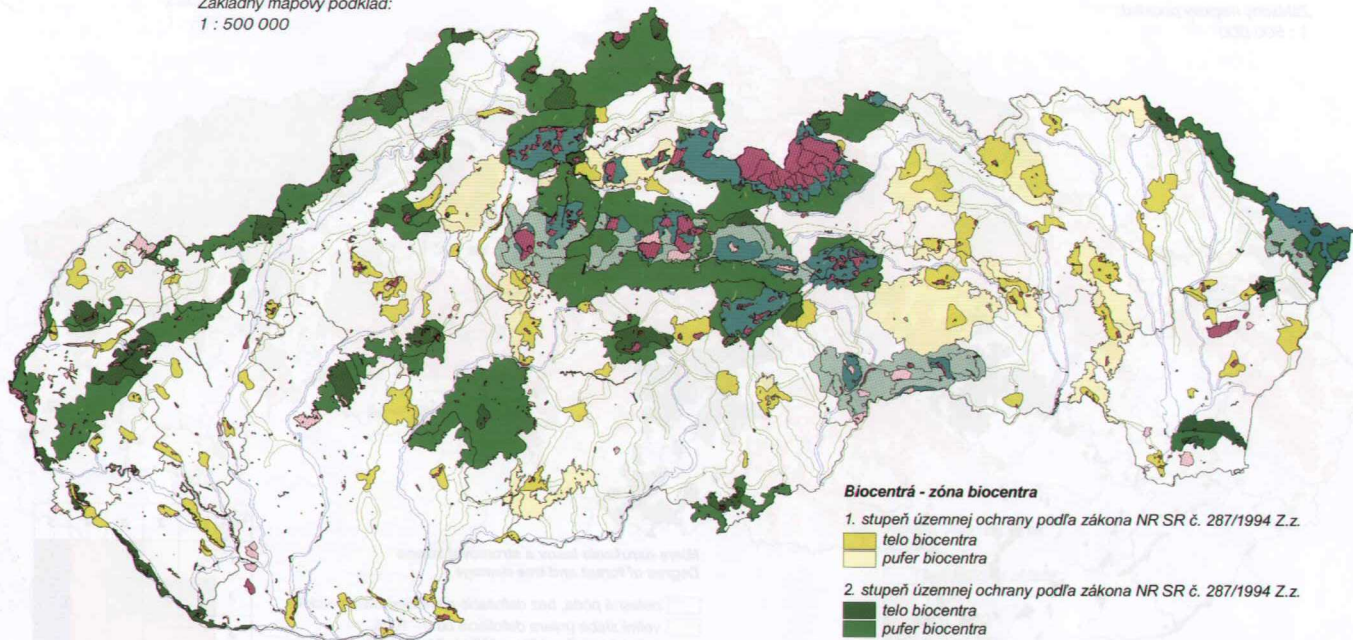 Základný mapový podklad:
1 : 500 000
Biocentrá - zóna biocentra
1. stupeň územnej ochrany podľa zákona NR SR č. 287/1994 Z.z.
telo biocentra
pufer biocentra
2. stupeň územnej ochrany podľa zákona NR SR č. 287/1994 Z.z.
telo biocentra
pufer biocentra